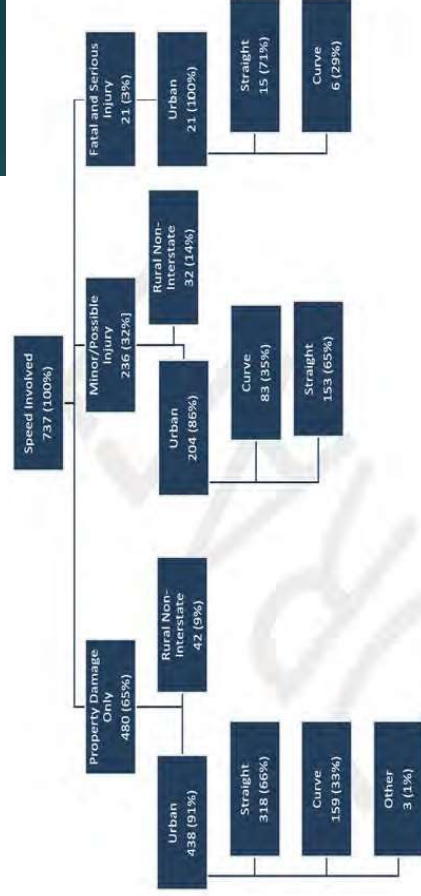 Speed Involved
737 (100%)
Property Damage
Only
480 (65%)
Urban
438 (91%)
Straight
318 (66%)
Curve
159 (33%)
Other
3 (1%)
Rural Non-
Interstate
42 (9%)
Minor/Possible
Injury
236 (32%]
Urban
204 (86%)
Curve
83 (35%)
Straight
153 (65%)
Rural Non-
Interstate
32 (14%)
Fatal and Serious
Injury
21 (3%)
Urban
21 (100%)
Straight
15 (71%)
Curve
6 (29%)